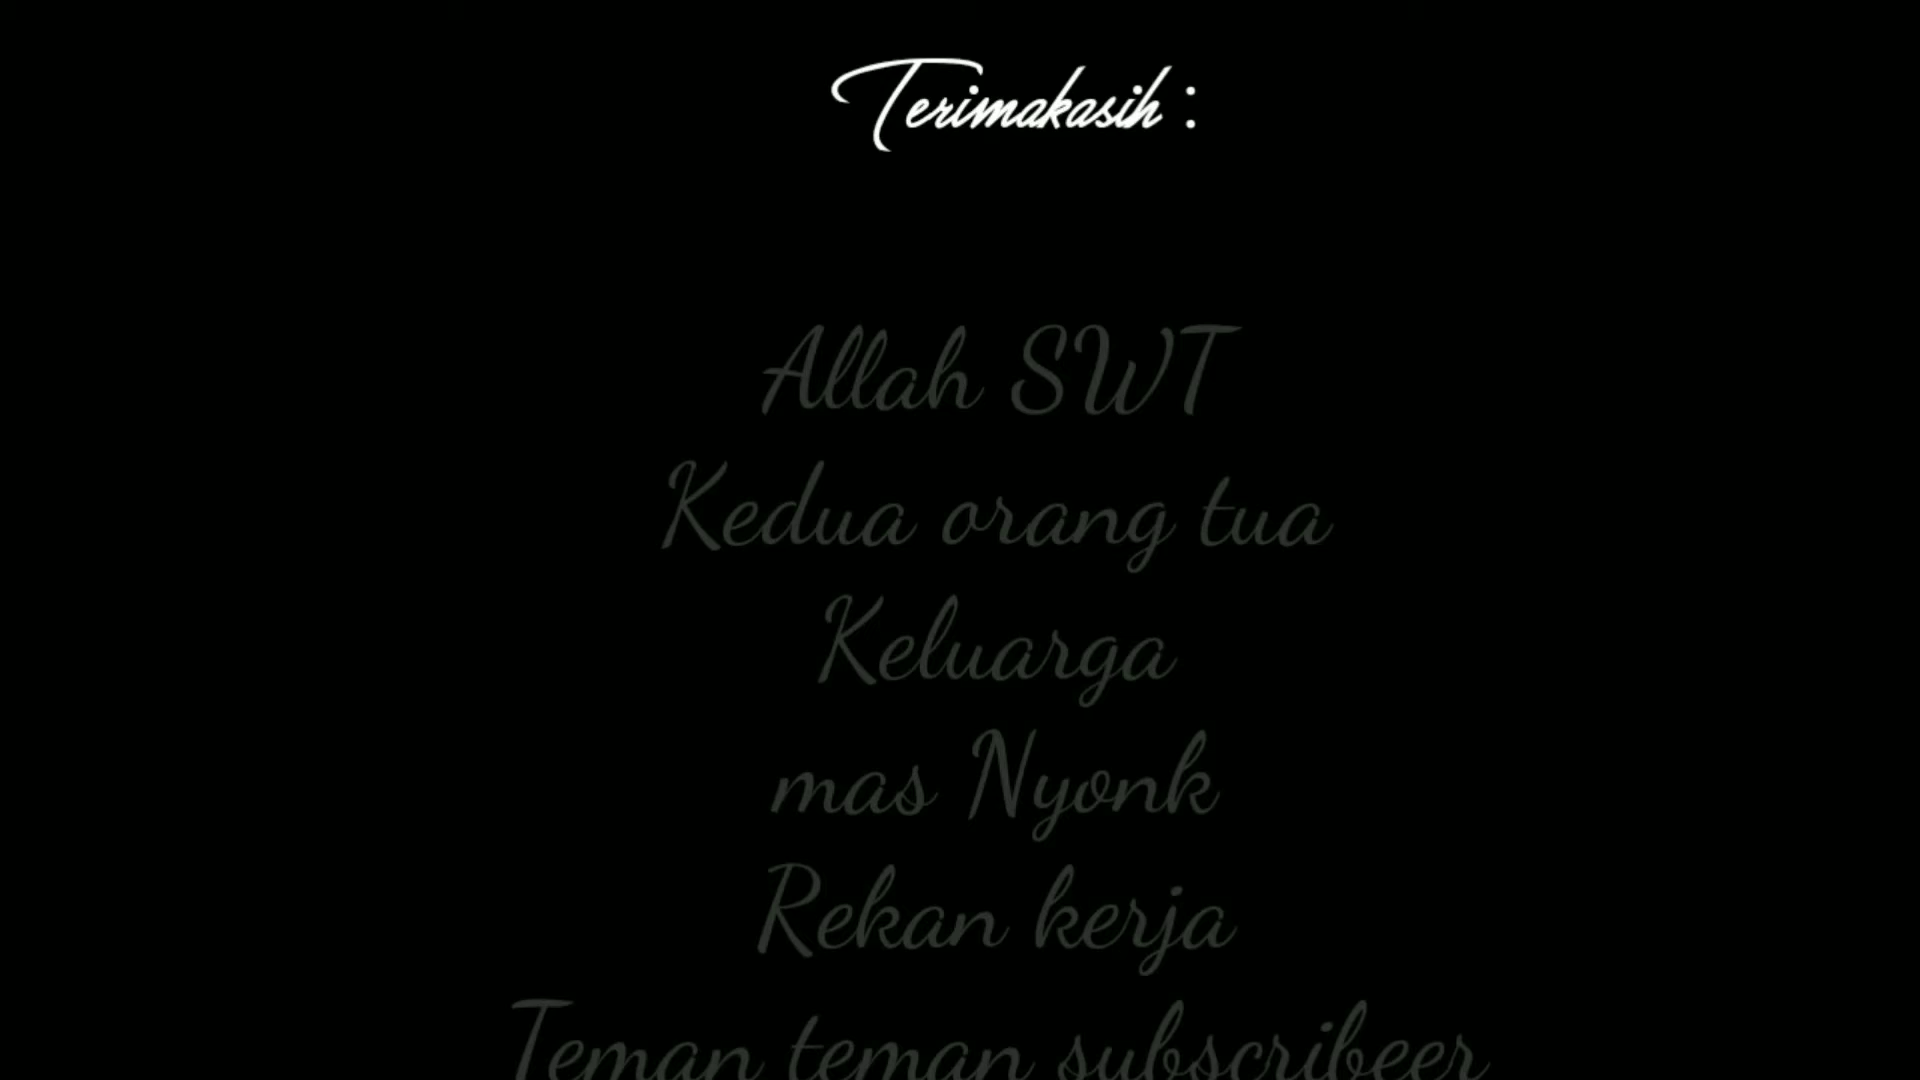 Terimakasih :
Allah SWT
Kedua orang tua
Keluarga
mas Nyonk
Rekan kerja
Teman teman subscribeer